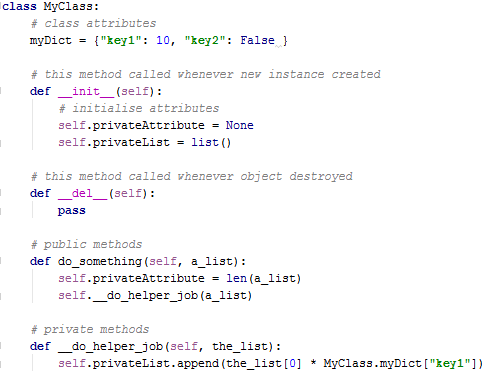 class MyClass:
    # class attributes
    myDict = {"key1": 10, "key2": False }

    # this method called whenever new instance created
    def __init__(self):
        # initialise attributes
        self.privateAttribute = None
        self.privateList = list()

    # this method called whenever object destroyed
    def __del__(self):
        pass

    # public methods
    def do_something(self, a_list):
        self.privateAttribute = len(a_list)
        self.__do_helper_job(a_list)

    # private methods
    def __do_helper_job(self, the_list):
        self.privateList.append(the_list[0] * MyClass.myDict["key1"])